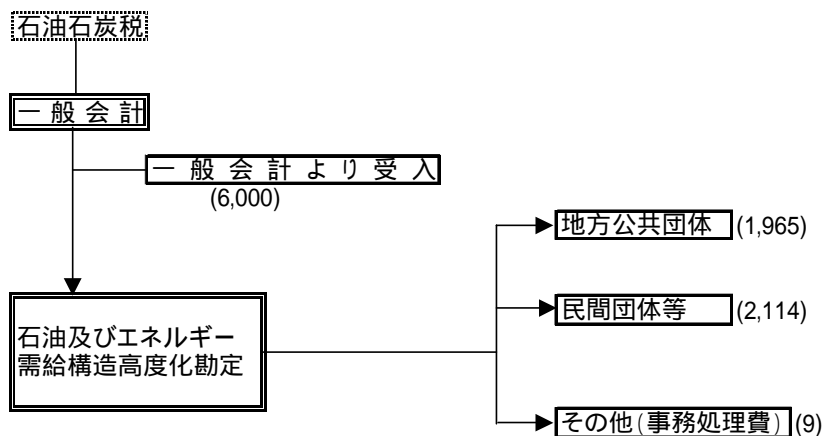 石油石炭税
一般会計
一般会計より受入
(6,000)
地方公共団体 (1,965)
民間団体等 (2,114)
石油及びエネルギー
需給構造高度化勘定
その他(事務処理費) (9)